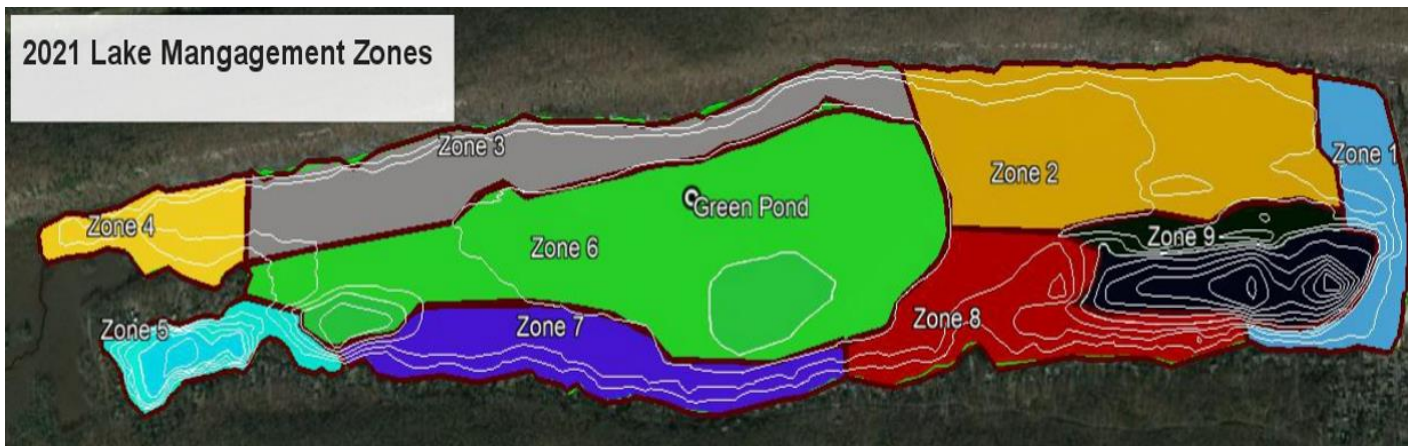 2021 Lake Mangagement Zones
Zone 3
Zone 1
Zone 2
Green Pond
Zone 4
Zone 9
Zone 6
Zone 8
Zone 7
Zone 5